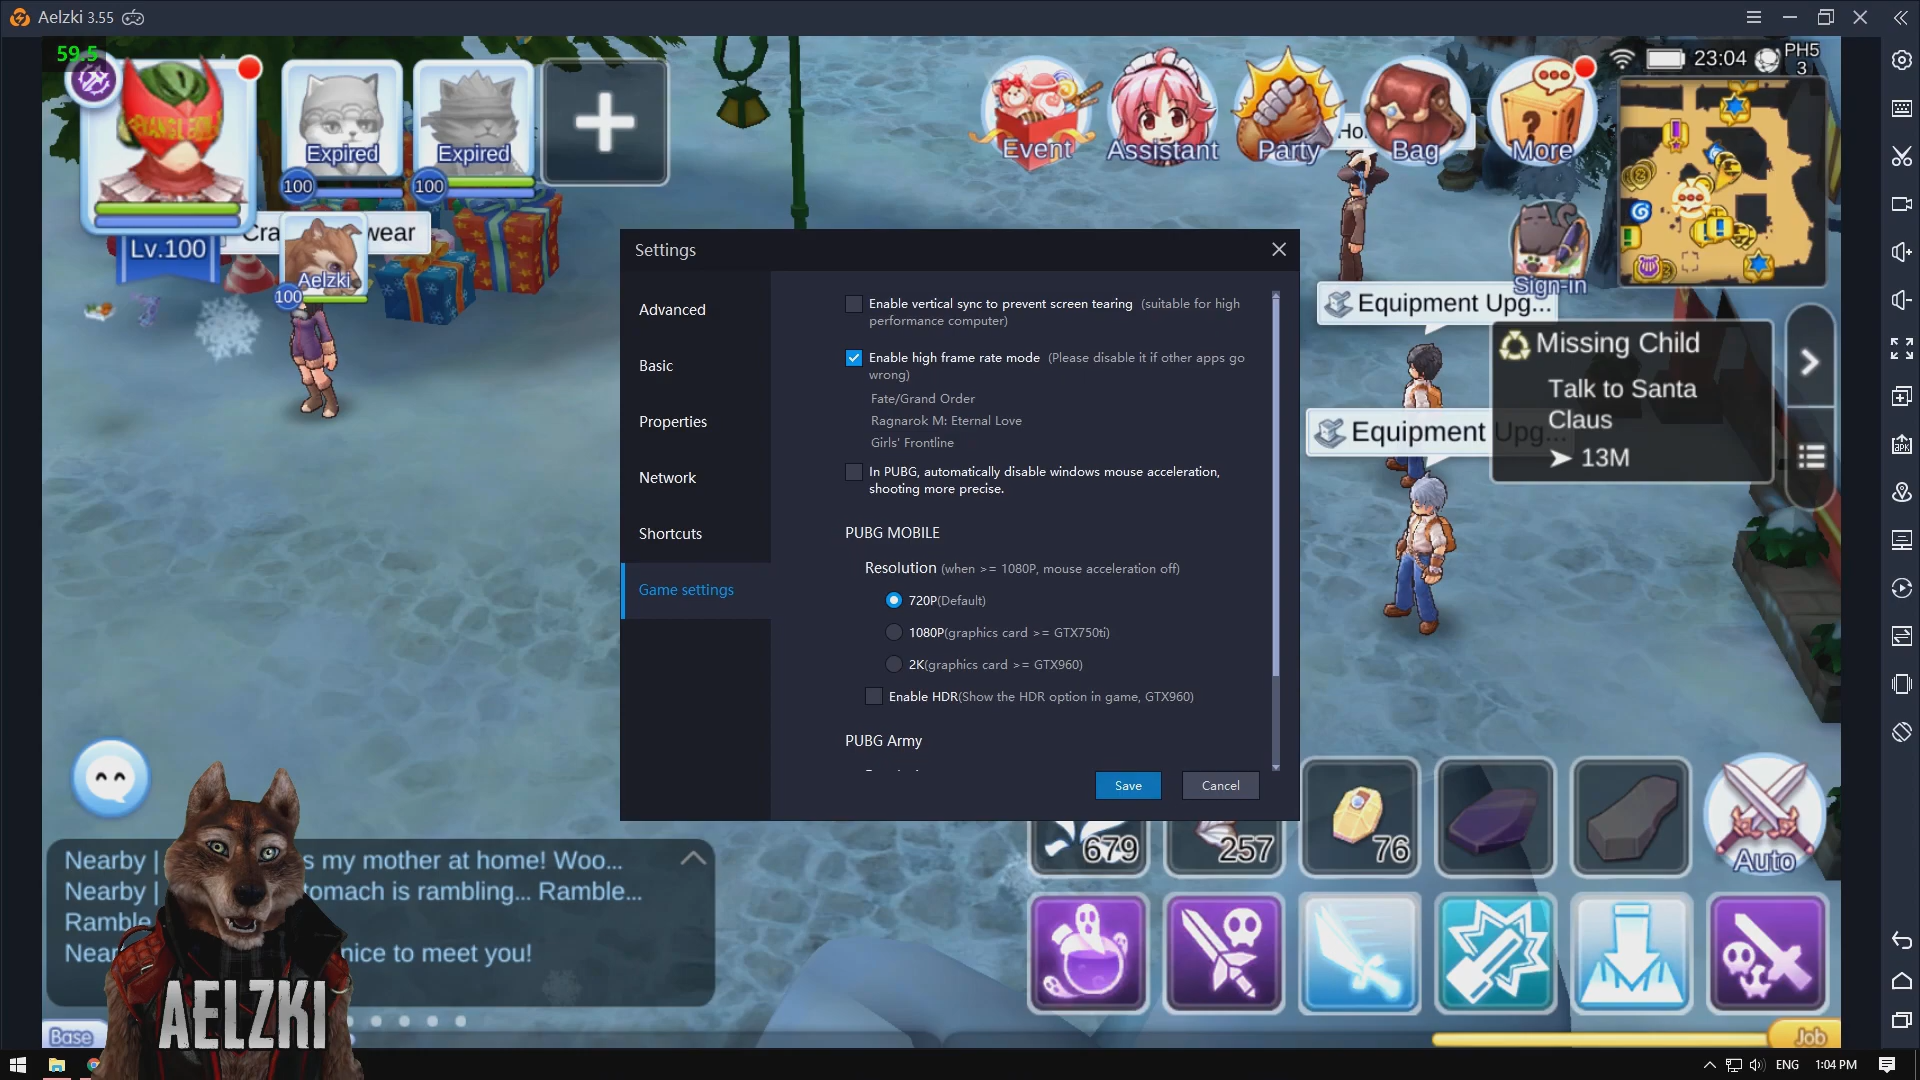 Aelzki 3.55
59.5
Expired
Expired
100
100
Event
Assistant
Party
Bag
More
23:04
PH5
3
Lv.100
Aelzki
100
Sign-in
Equipment Upg...
Equipment Upg...
Missing Child
Talk to Santa
Claus
13M
Settings
Advanced
Basic
Properties
Network
Shortcuts
Game settings
Enable vertical sync to prevent screen tearing (suitable for high
performance computer)
Enable high frame rate mode (Please disable it if other apps go
wrong)
Fate/Grand Order
Ragnarok M: Eternal Love
Girls' Frontline
In PUBG, automatically disable windows mouse acceleration,
shooting more precise.
PUBG MOBILE
Resolution (when >= 1080P, mouse acceleration off)
720P(Default)
1080P(graphics card >= GTX750ti)
2K(graphics card >= GTX960)
Enable HDR(Show the HDR option in game, GTX960)
PUBG Army
Save
Cancel
679
257
76
Auto
Nearby | s my mother at home! Woo...
Nearby | tomach is rambling... Ramble...
Ramble
Near nice to meet you!
AELZKI
Base
Job
ENG
1:04 PM